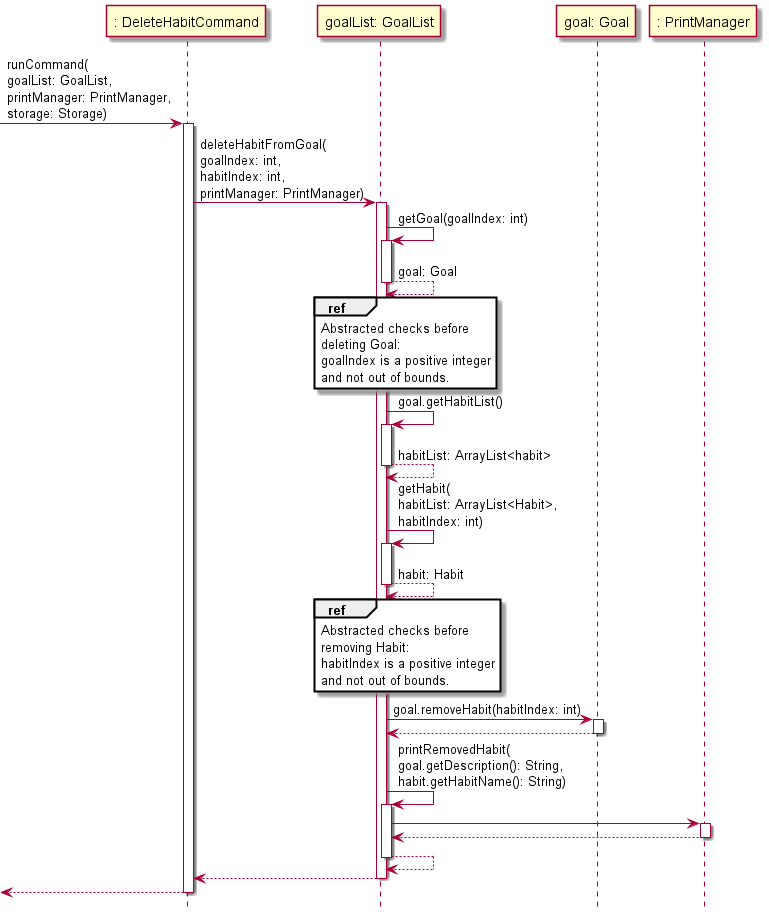 : DeleteHabitCommand
goalList: GoalList
goal: Goal
: PrintManager
runCommand(
goalList: GoalList,
printManager: PrintManager,
storage: Storage)
deleteHabitFromGoal(
goalIndex: int,
habitIndex: int,
printManager: PrintManager)
getGoal(goalIndex: int)
goal: Goal
ref
Abstracted checks before
deleting Goal:
goalIndex is a positive integer
and not out of bounds.
goal.getHabitList()
habitList: ArrayList<habit>
getHabit(
habitList: ArrayList<Habit>,
habitIndex: int)
habit: Habit
ref
Abstracted checks before
removing Habit:
habitIndex is a positive integer
and not out of bounds.
goal.removeHabit(habitIndex: int)
printRemovedHabit(
goal.getDescription(): String,
habit.getHabitName(): String)